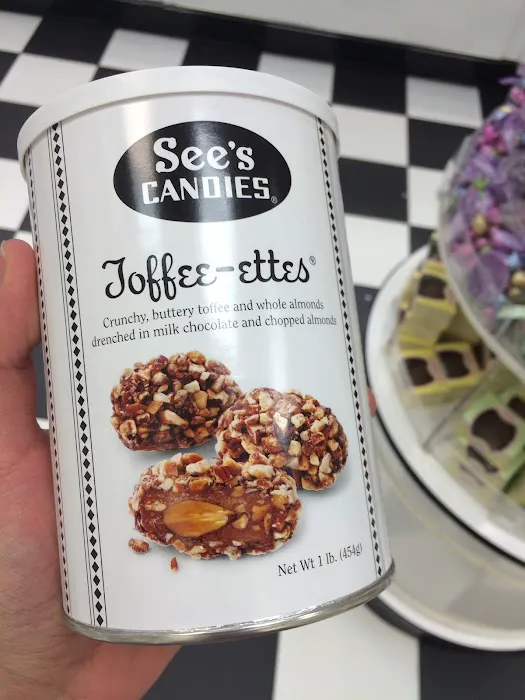 See's
CANDIES®
Toffee-ettes®
Crunchy, buttery toffee and whole almonds
drenched in milk chocolate and chopped almonds
Net Wt 1 lb. (454g)